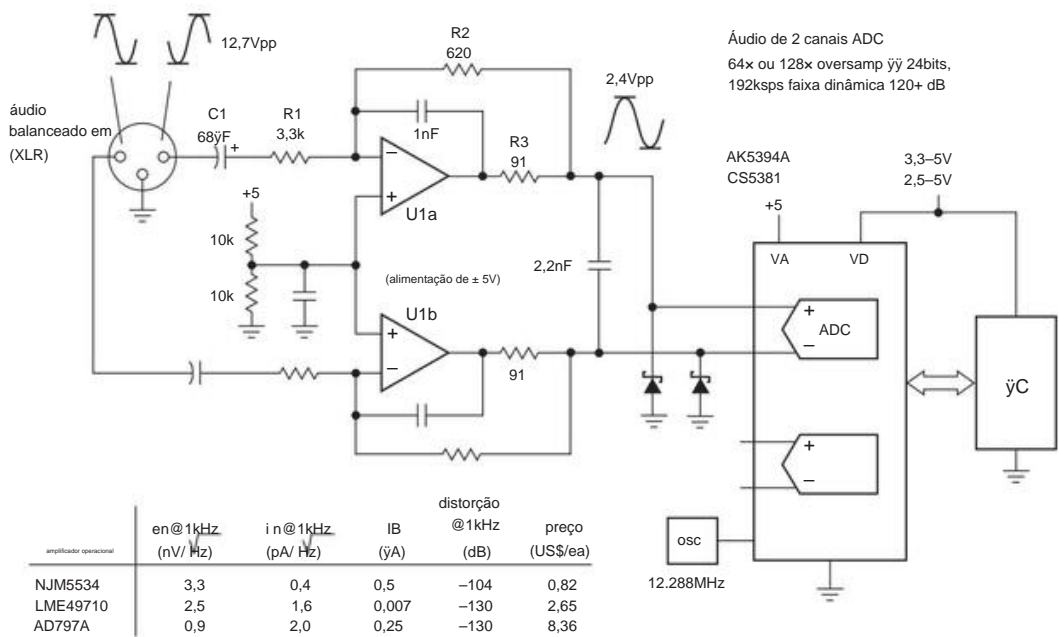 12,7Vpp
áudio
balanceado em
(XLR)
C1
68ÿF
+
R1
3,3k
R2
620
1nF
–
+
U1a
R3
91
2,4Vpp
+5
10k
10k
(alimentação de ± 5V)
2,2nF
U1b
+
–
91
Áudio de 2 canais ADC
64× ou 128× oversamp ÿÿ 24bits,
192ksps faixa dinâmica 120+ dB
AK5394A
CS5381
3,3–5V
2,5–5V
+5
VA
VD
+
–
ADC
+
–
ÿC
osc
12.288MHz
amplificador operacional
en@1kHz
(nV/√Hz)
i n@1kHz
(pA/√Hz)
IB
(ÿA)
distorção
@1kHz
(dB)
preço
(US$/ea)
NJM5534 3,3 0,4 0,5 –104 0,82
LME49710 2,5 1,6 0,007 –130 2,65
AD797A 0,9 2,0 0,25 –130 8,36